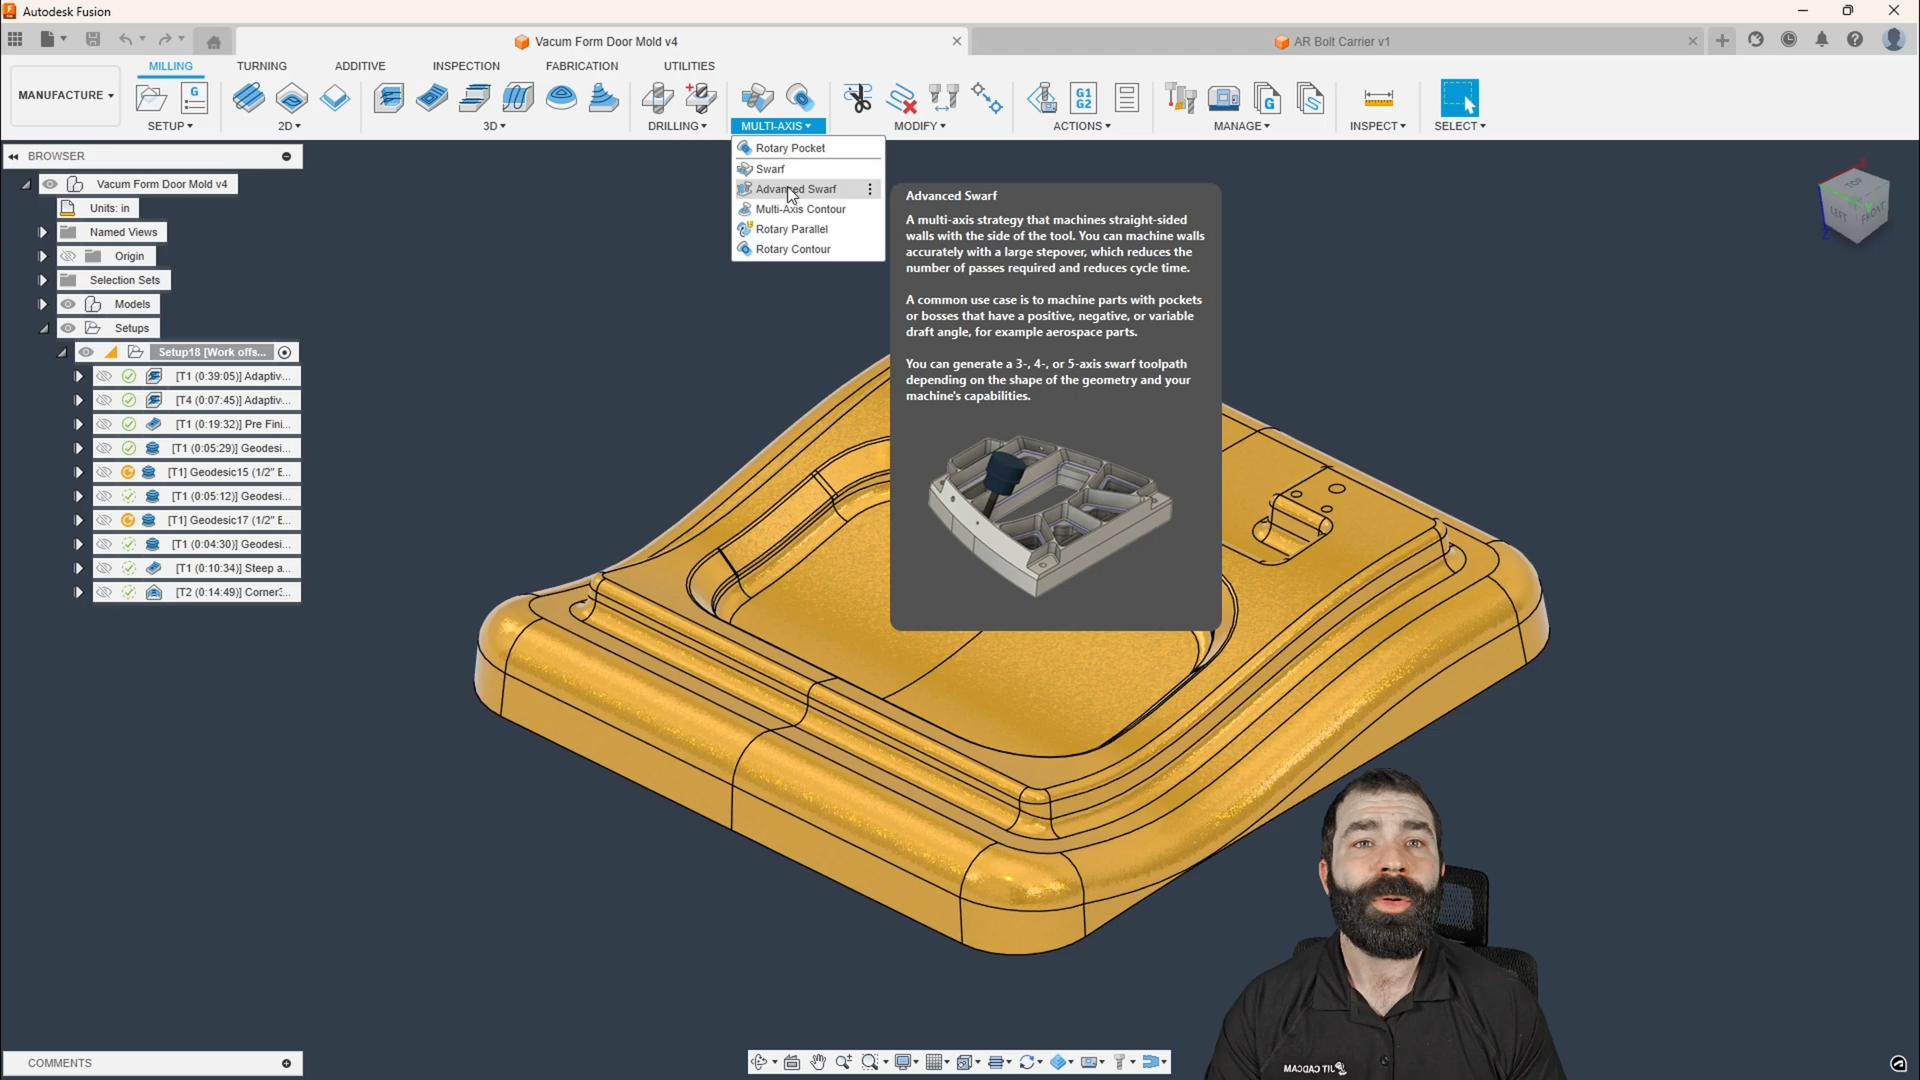 Autodesk Fusion
Vacum Form Door Mold v4
AR Bolt Carrier v1
MILLING
TURNING
ADDITIVE
INSPECTION
FABRICATION
UTILITIES
MANUFACTURE
G
G1
G2
G
SETUP
2D
3D
DRILLING
MULTI-AXIS
MODIFY
ACTIONS
MANAGE
INSPECT
SELECT
BROWSER
Vacum Form Door Mold v4
Units: in
Named Views
Origin
Selection Sets
Models
Setups
Setup18 [Work offs...
[T1 (0:39:05)] Adaptiv...
[T4 (0:07:45)] Adaptiv...
[T1 (0:19:32)] Pre Fini...
[T1 (0:05:29)] Geodesi...
[T1] Geodesic15 (1/2" E...
[T1 (0:05:12)] Geodesi...
[T1] Geodesic17 (1/2" E...
[T1 (0:04:30)] Geodesi...
[T1 (0:10:34)] Steep a...
[T2 (0:14:49)] Corner:...
Rotary Pocket
Swarf
Advanced Swarf
Multi-Axis Contour
Rotary Parallel
Rotary Contour
Advanced Swarf
A multi-axis strategy that machines straight-sided
walls with the side of the tool. You can machine walls
accurately with a large stepover, which reduces the
number of passes required and reduces cycle time.
A common use case is to machine parts with pockets
or bosses that have a positive, negative, or variable
draft angle, for example aerospace parts.
You can generate a 3-, 4-, or 5-axis swarf toolpath
depending on the shape of the geometry and your
machine's capabilities.
TOP
LEFT
FRONT
Z
COMMENTS